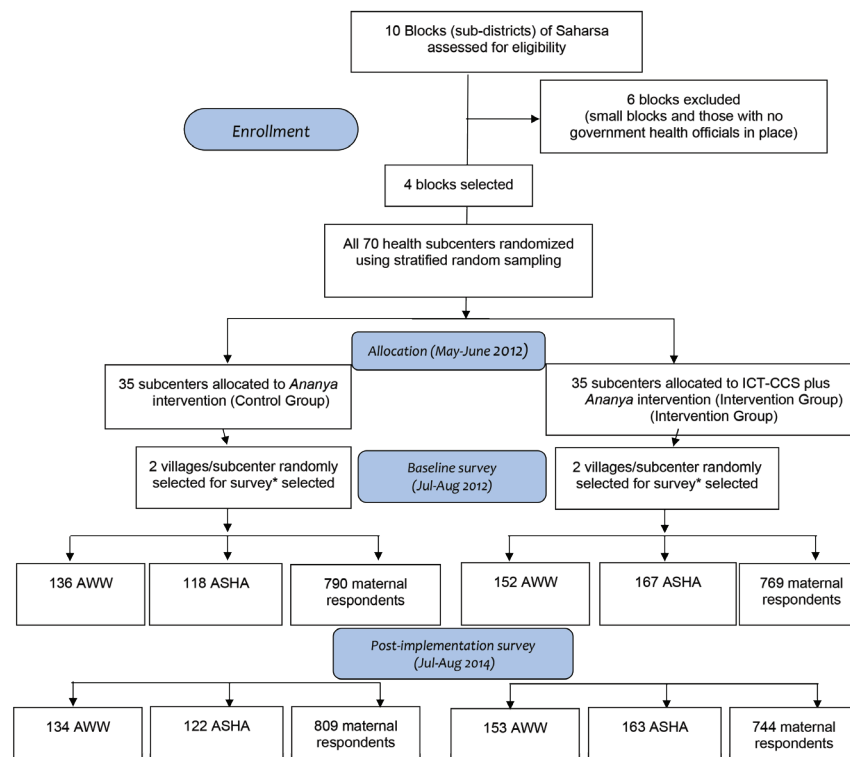 10 Blocks (sub-districts) of Saharsa
assessed for eligibility
6 blocks excluded
(small blocks and those with no
government health officials in place)
Enrollment
4 blocks selected
All 70 health subcenters randomized
using stratified random sampling
Allocation (May-June 2012)
35 subcenters allocated to Ananya
intervention (Control Group)
35 subcenters allocated to ICT-CCS plus
Ananya intervention (Intervention Group)
(Intervention Group)
2 villages/subcenter randomly
selected for survey* selected
Baseline survey
(Jul-Aug 2012)
2 villages/subcenter randomly
selected for survey* selected
136 AWW
118 ASHA
790 maternal
respondents
152 AWW
167 ASHA
769 maternal
respondents
Post-implementation survey
(Jul-Aug 2014)
134 AWW
122 ASHA
809 maternal
respondents
153 AWW
163 ASHA
744 maternal
respondents